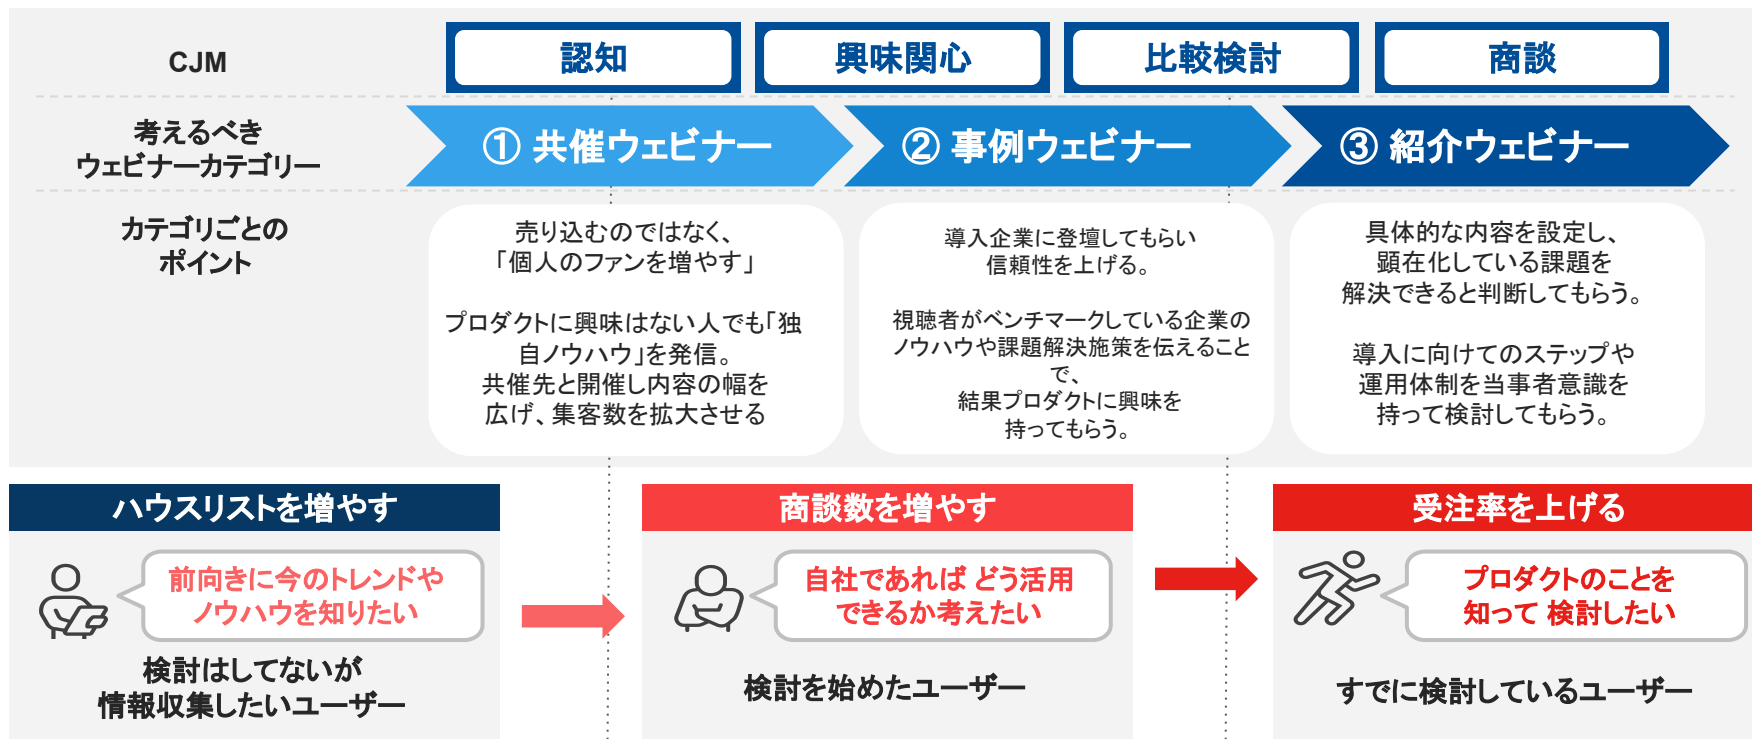 CJM
認知
興味関心
比較検討
商談
考えるべき
ウェビナーカテゴリー
① 共催ウェビナー
② 事例ウェビナー
③ 紹介ウェビナー
カテゴリごとの
ポイント
売り込むのではなく、
「個人のファンを増やす」
プロダクトに興味はない人でも「独
自ノウハウ」を発信。
共催先と開催し内容の幅を
広げ、集客数を拡大させる
導入企業に登壇してもらい
信頼性を上げる。
視聴者がベンチマークしている企業の
ノウハウや課題解決施策を伝えること
で、
結果プロダクトに興味を
持ってもらう。
具体的な内容を設定し、
顕在化している課題を
解決できると判断してもらう。
導入に向けてのステップや
運用体制を当事者意識を
持って検討してもらう。
ハウスリストを増やす
前向きに今のトレンドや
ノウハウを知りたい
検討はしてないが
情報収集したいユーザー
商談数を増やす
自社であれば どう活用
できるか考えたい
検討を始めたユーザー
受注率を上げる
プロダクトのことを
知って 検討したい
すでに検討しているユーザー